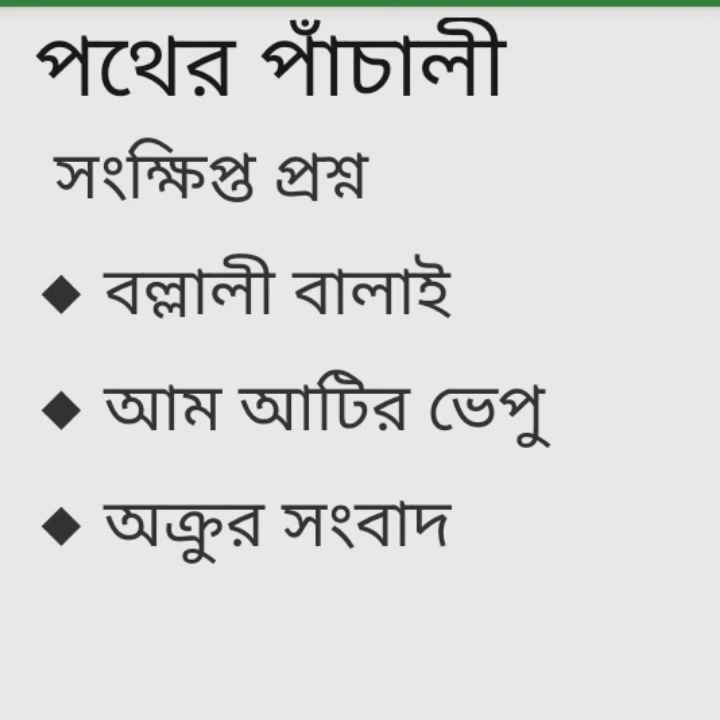 পথের পাঁচালী
সংক্ষিপ্ত প্রশ্ন
◆ বল্লালী বালাই
◆ আম আটির ভেপু
◆ অক্রুর সংবাদ